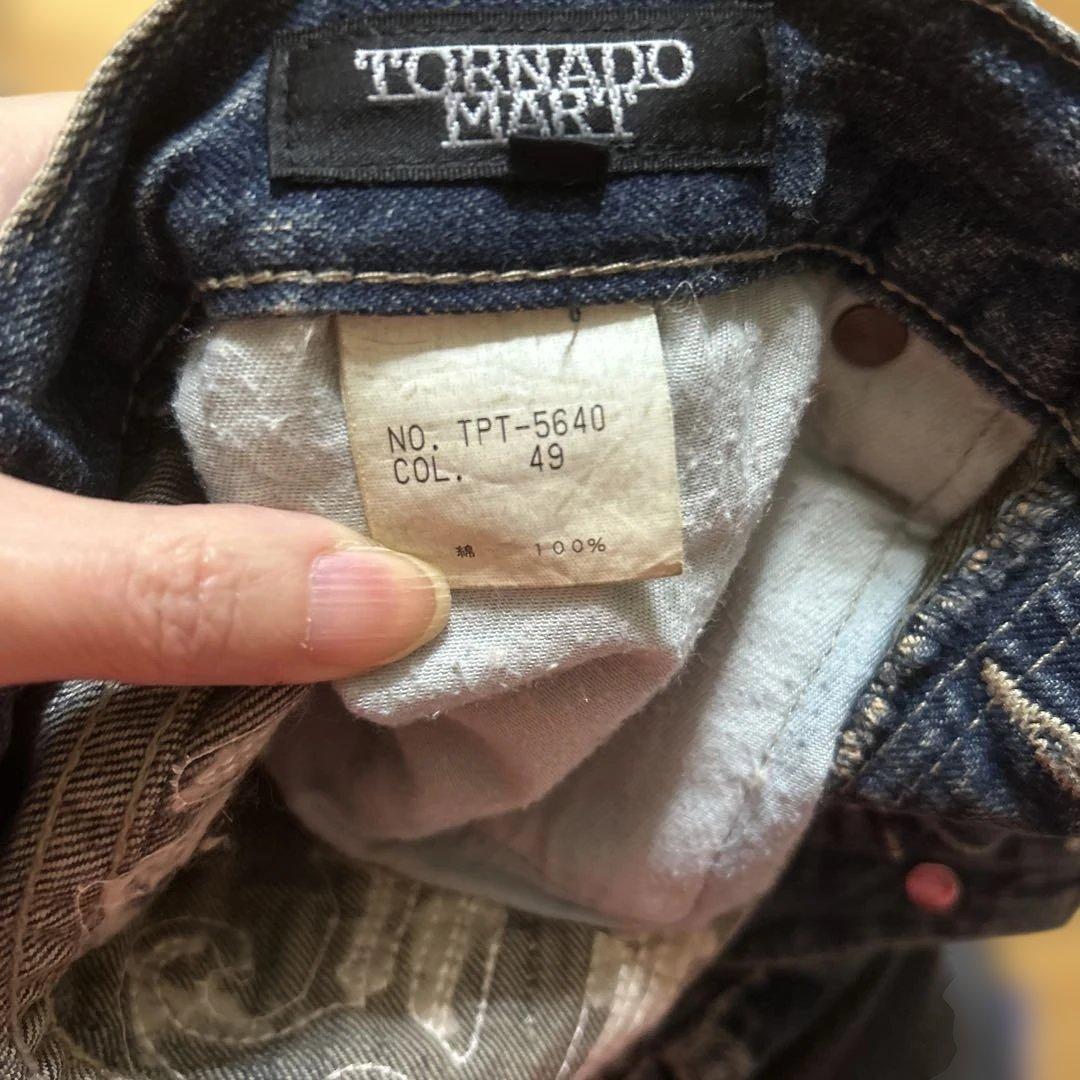 TORNADO
MART
NO. TPT-5640
COL. 49
綿 100%